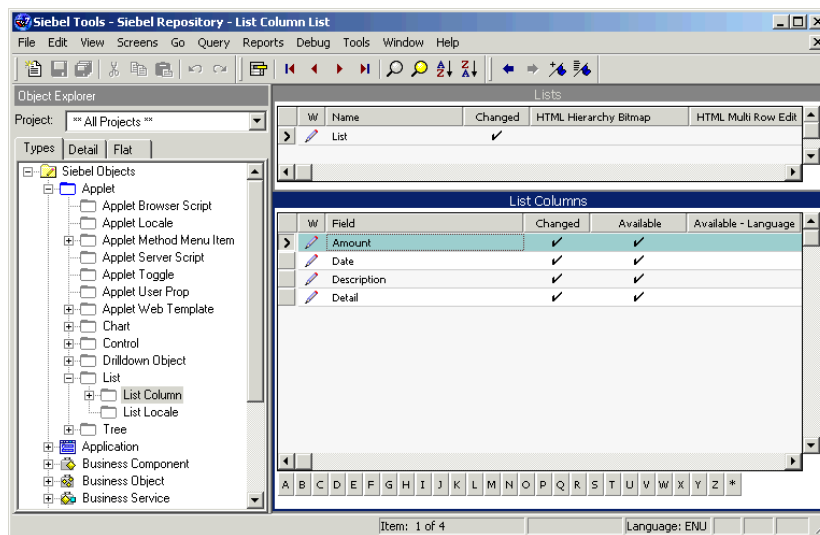 Siebel Tools - Siebel Repository - List Column List
File Edit View Screens Go Query Reports Debug Tools Window Help
Object Explorer
Project: ** All Projects **
Types Detail Flat
Siebel Objects
Applet
Applet Browser Script
Applet Locale
Applet Method Menu Item
Applet Server Script
Applet Toggle
Applet User Prop
Applet Web Template
Chart
Control
Drilldown Object
List
List Column
List Locale
Tree
Application
Business Component
Business Object
Business Service
Lists
W Name Changed HTML Hierarchy Bitmap HTML Multi Row Edit
List
List Columns
W Field Changed Available Available - Language
Amount
Date
Description
Detail
A B C D E F G H I J K L M N O P Q R S T U V W X Y Z *
Item: 1 of 4 Language: ENU